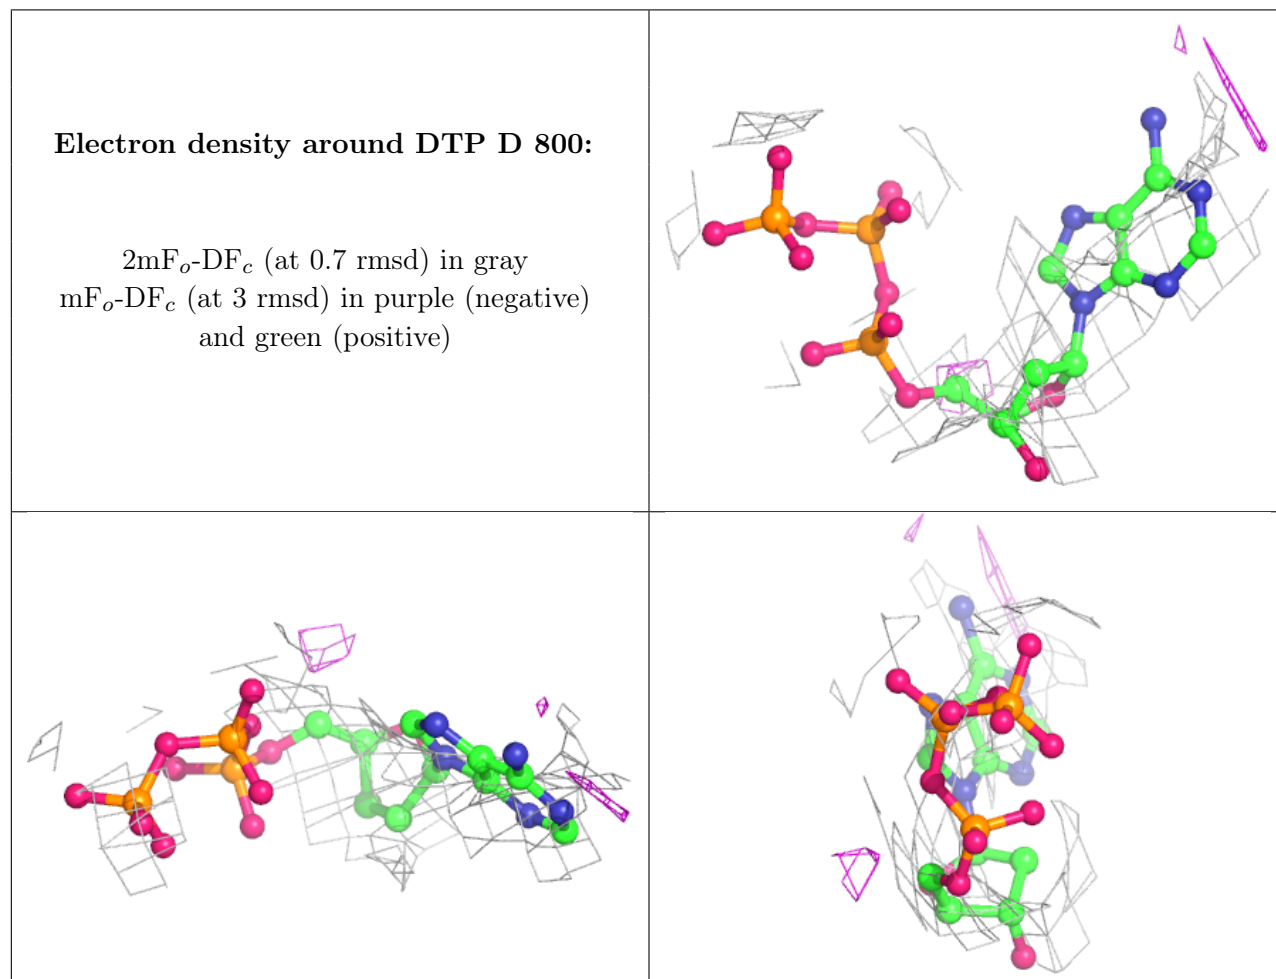 Electron density around DTP D 800:
2mFo-DFc (at 0.7 rmsd) in gray
mFo-DFc (at 3 rmsd) in purple (negative)
and green (positive)